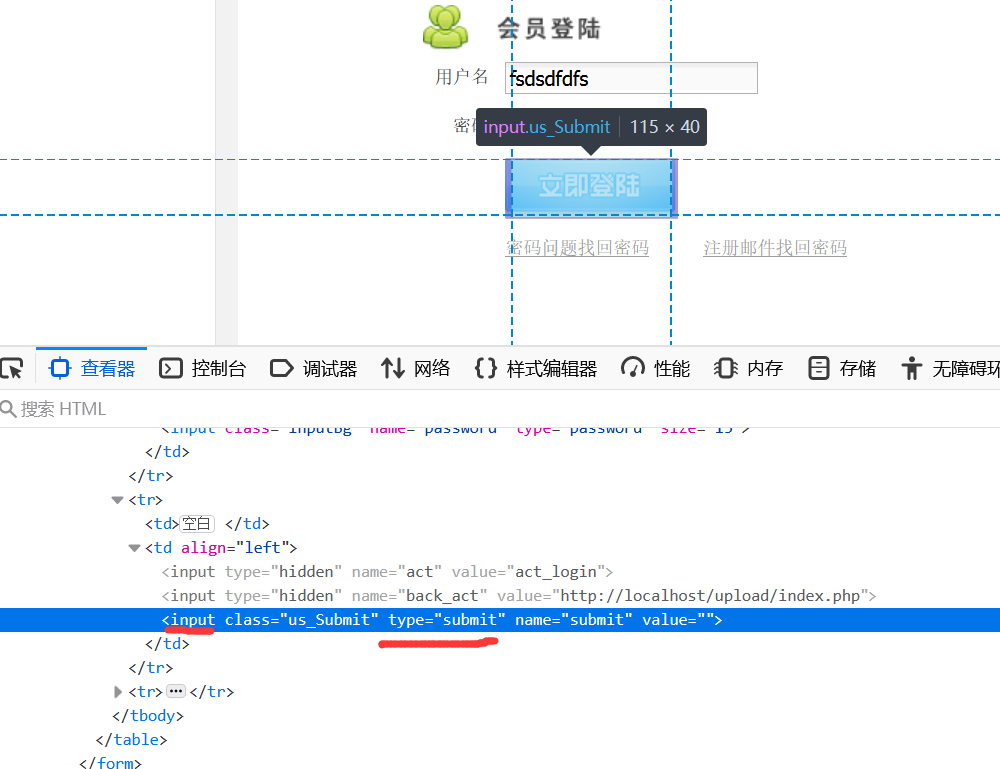 会员登陆
用户名 fsdsdfdfs
密
input.us_Submit 115 × 40
立即登陆
密码问题找回密码 注册邮件找回密码
查看器 控制台 调试器 网络 样式编辑器 性能 内存 存储 无障碍环
搜索 HTML
<input class="inputBg" name="password" type="password" size="15">
</td>
</tr>
<tr>
<td>空白 </td>
<td align="left">
<input type="hidden" name="act" value="act_login">
<input type="hidden" name="back_act" value="http://localhost/upload/index.php">
<input class="us_Submit" type="submit" name="submit" value="">
</td>
</tr>
<tr>•••</tr>
</tbody>
</table>
</form>